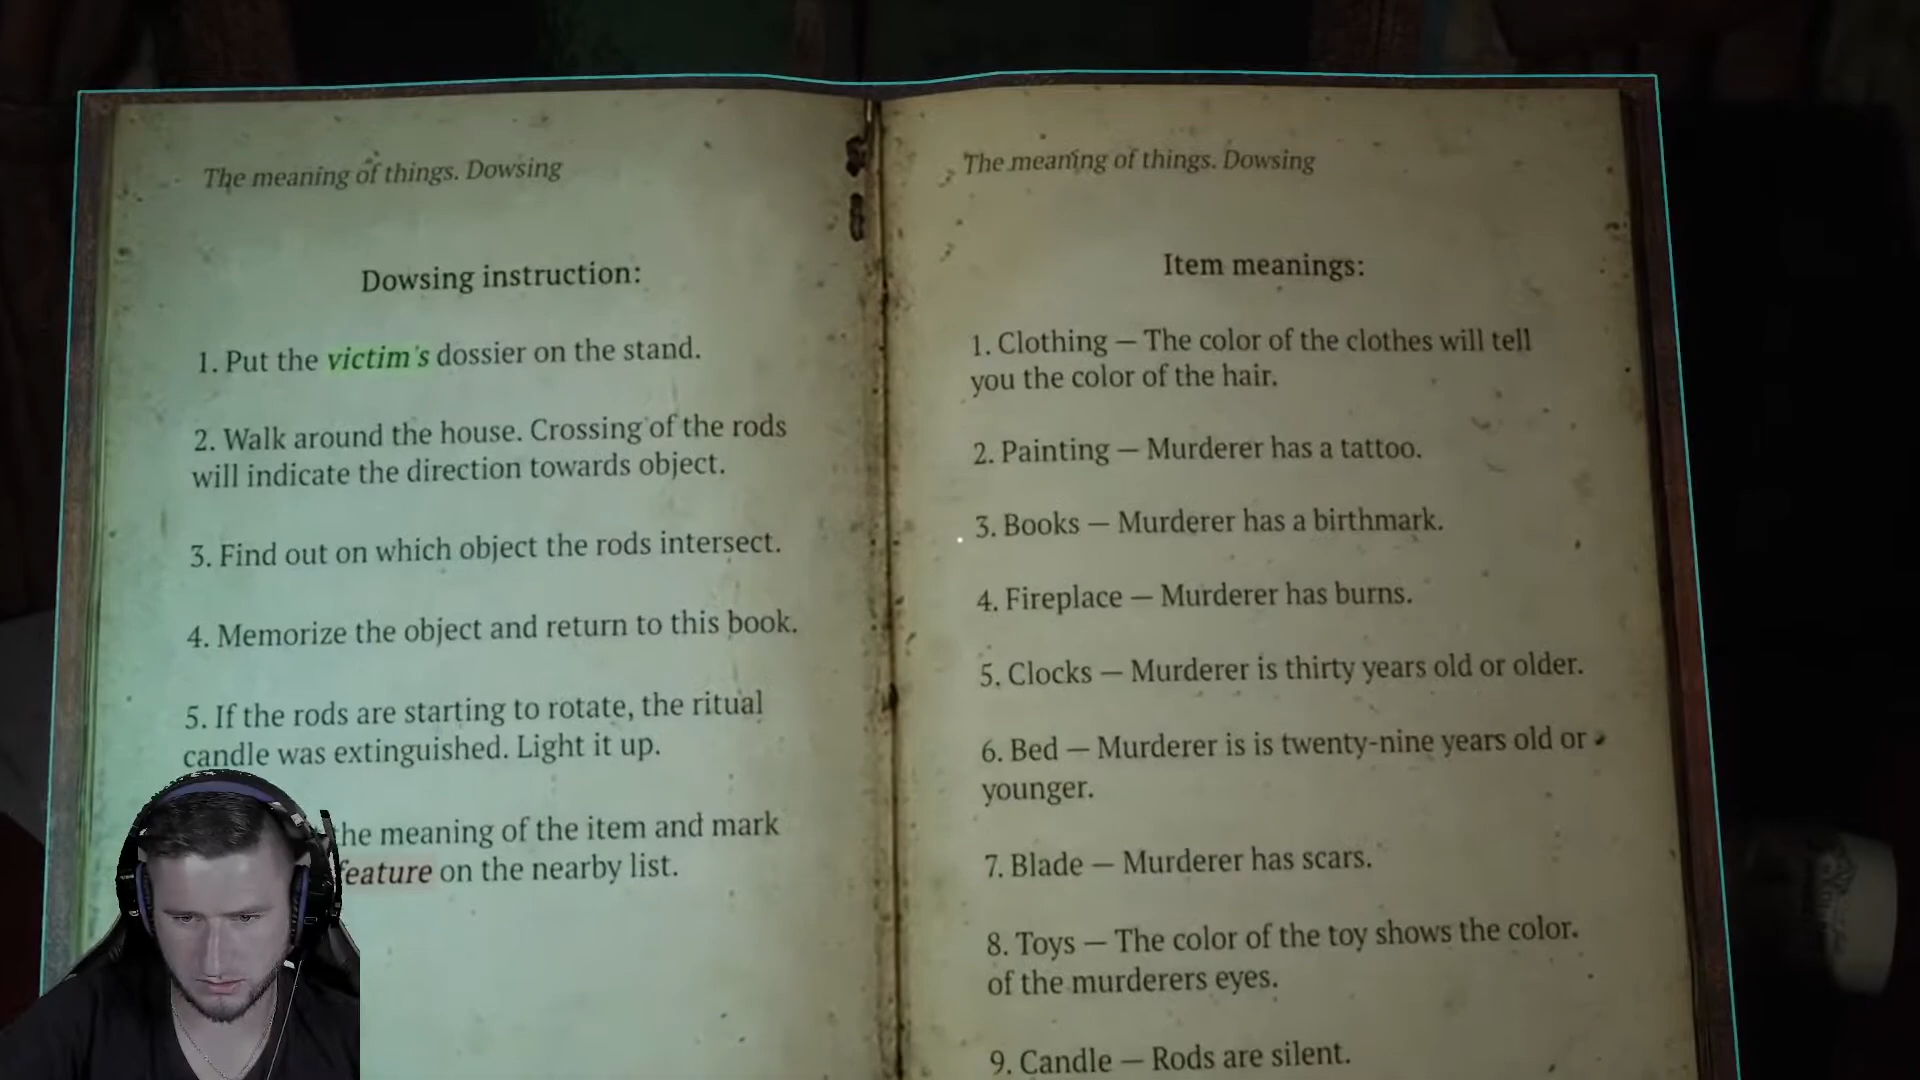 The meaning of things. Dowsing
Dowsing instruction:
1. Put the victim's dossier on the stand.
2. Walk around the house. Crossing of the rods
will indicate the direction towards object.
3. Find out on which object the rods intersect.
4. Memorize the object and return to this book.
5. If the rods are starting to rotate, the ritual
candle was extinguished. Light it up.
the meaning of the item and mark
feature on the nearby list.
The meaning of things. Dowsing
Item meanings:
1. Clothing — The color of the clothes will tell
you the color of the hair.
2. Painting — Murderer has a tattoo.
3. Books — Murderer has a birthmark.
4. Fireplace — Murderer has burns.
5. Clocks — Murderer is thirty years old or older.
6. Bed — Murderer is is twenty-nine years old or
younger.
7. Blade — Murderer has scars.
8. Toys — The color of the toy shows the color
of the murderers eyes.
9. Candle — Rods are silent.